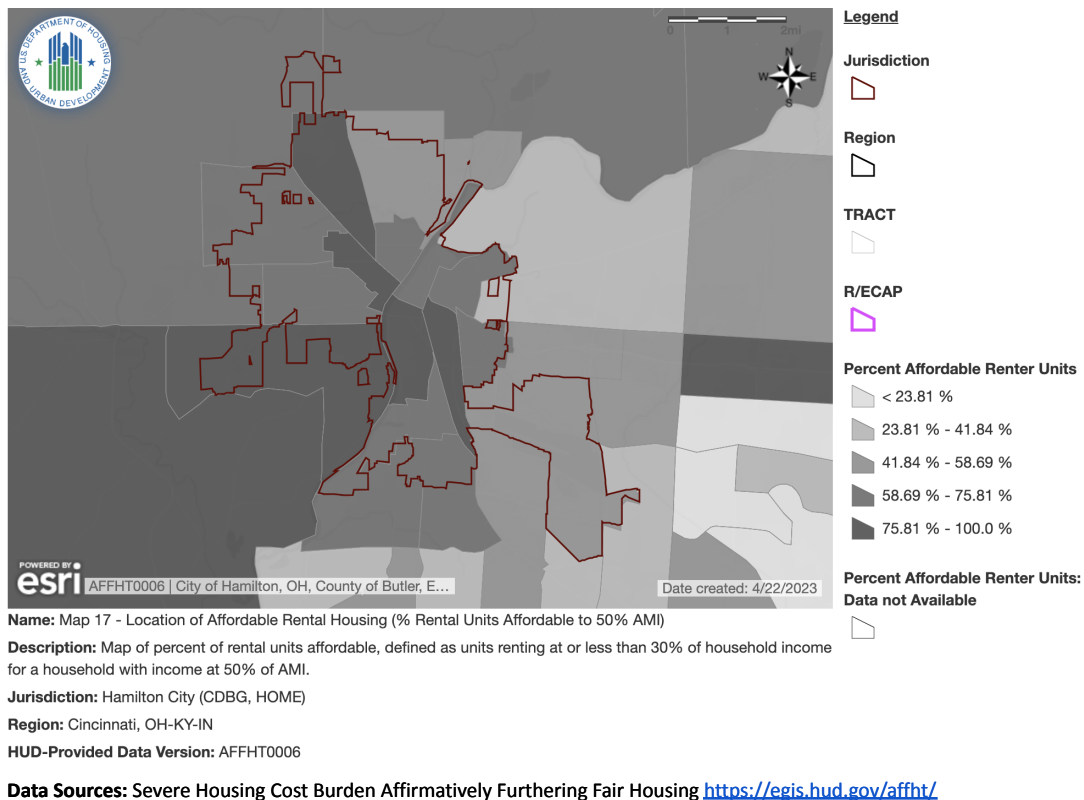 U.S. DEPARTMENT OF HOUSING
AND URBAN DEVELOPMENT
0 1 2mi
N
W E
S
POWERED BY
esri
AFFHT0006 | City of Hamilton, OH, County of Butler, E…
Date created: 4/22/2023
Legend
Jurisdiction
Region
TRACT
R/ECAP
Percent Affordable Renter Units
< 23.81 %
23.81 % - 41.84 %
41.84 % - 58.69 %
58.69 % - 75.81 %
75.81 % - 100.0 %
Percent Affordable Renter Units:
Data not Available
Name: Map 17 - Location of Affordable Rental Housing (% Rental Units Affordable to 50% AMI)
Description: Map of percent of rental units affordable, defined as units renting at or less than 30% of household income
for a household with income at 50% of AMI.
Jurisdiction: Hamilton City (CDBG, HOME)
Region: Cincinnati, OH-KY-IN
HUD-Provided Data Version: AFFHT0006
Data Sources: Severe Housing Cost Burden Affirmatively Furthering Fair Housing https://egis.hud.gov/affht/